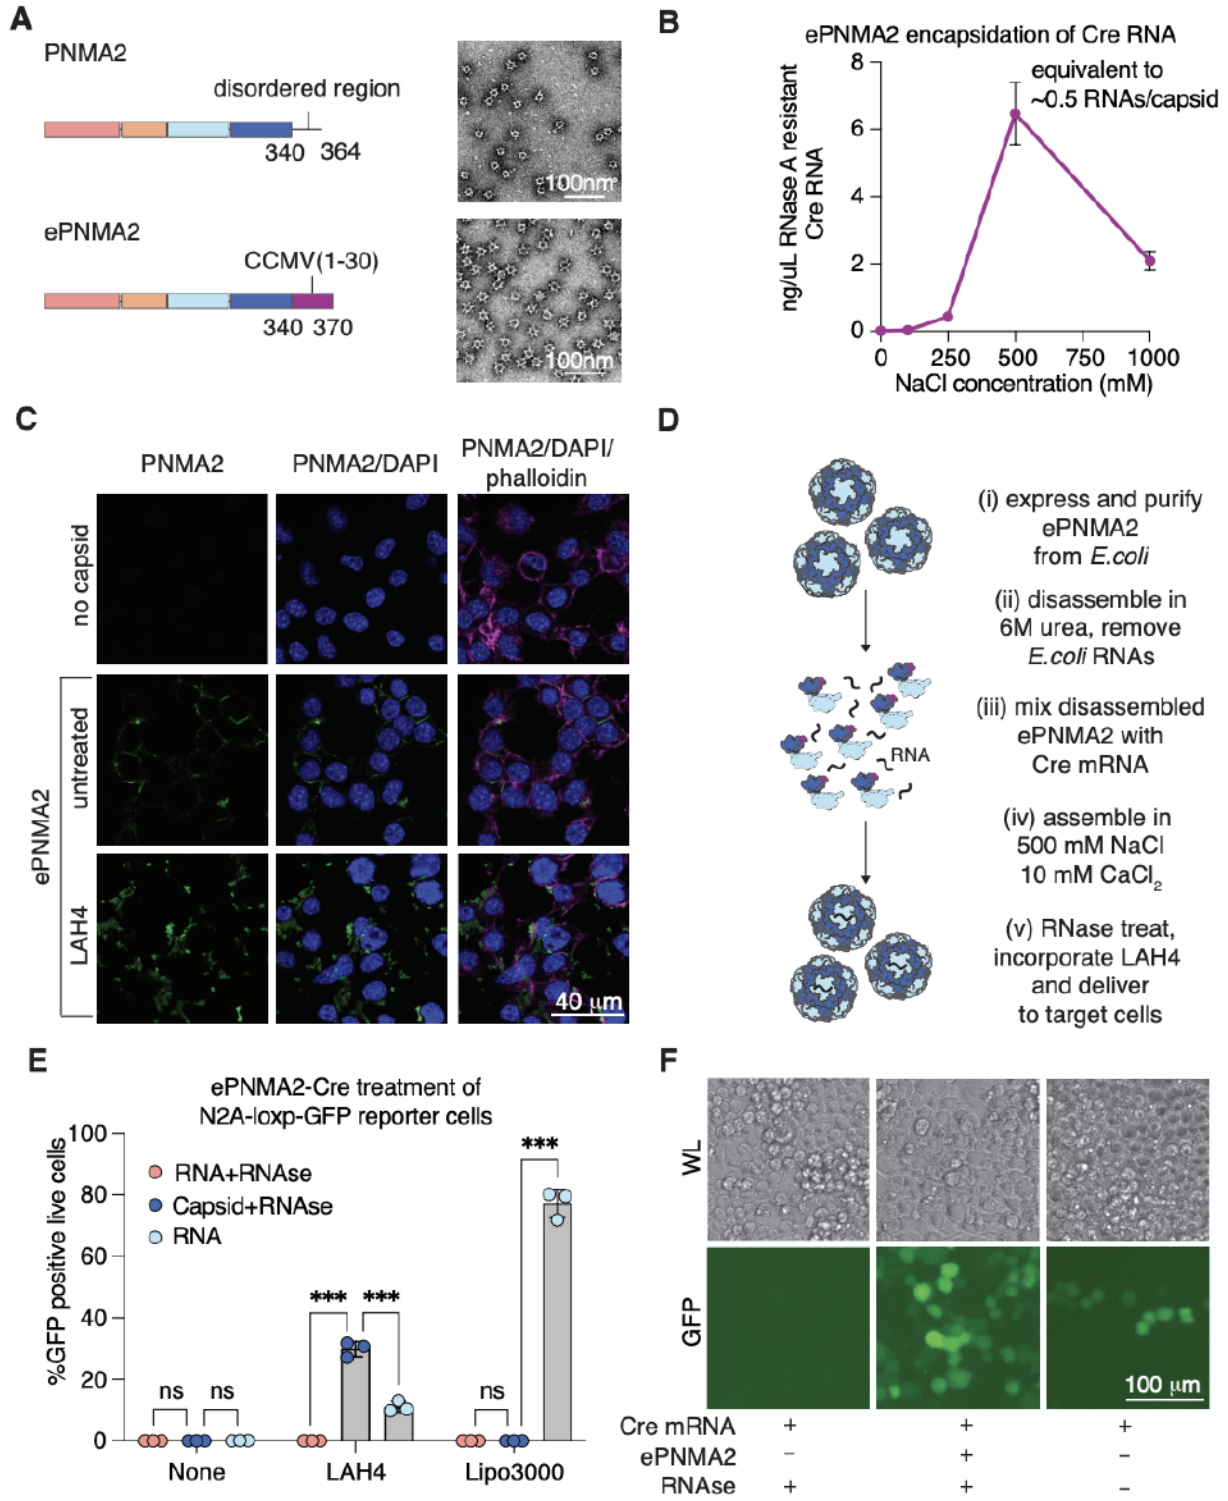 A
PNMA2
disordered region
340 364
100nm
ePNMA2
CCMV(1-30)
340 370
100nm
B
ePNMA2 encapsidation of Cre RNA
equivalent to
~0.5 RNAs/capsid
ng/uL RNase A resistant
Cre RNA
8
6
4
2
0
0 250 500 750 1000
NaCl concentration (mM)
C
PNMA2
PNMA2/DAPI
PNMA2/DAPI/
phalloidin
no capsid
ePNMA2
untreated
LAH4
40 μm
D
(i) express and purify
ePNMA2
from E.coli
(ii) disassemble in
6M urea, remove
E.coli RNAs
RNA
(iii) mix disassembled
ePNMA2 with
Cre mRNA
(iv) assemble in
500 mM NaCl
10 mM CaCl₂
(v) RNase treat,
incorporate LAH4
and deliver
to target cells
E
ePNMA2-Cre treatment of
N2A-loxp-GFP reporter cells
%GFP positive live cells
100
80
60
40
20
0
RNA+RNAse
Capsid+RNAse
RNA
ns ns
*** ***
ns
***
None LAH4 Lipo3000
F
WL
GFP
100 μm
Cre mRNA + + +
ePNMA2 - + -
RNAse + + -